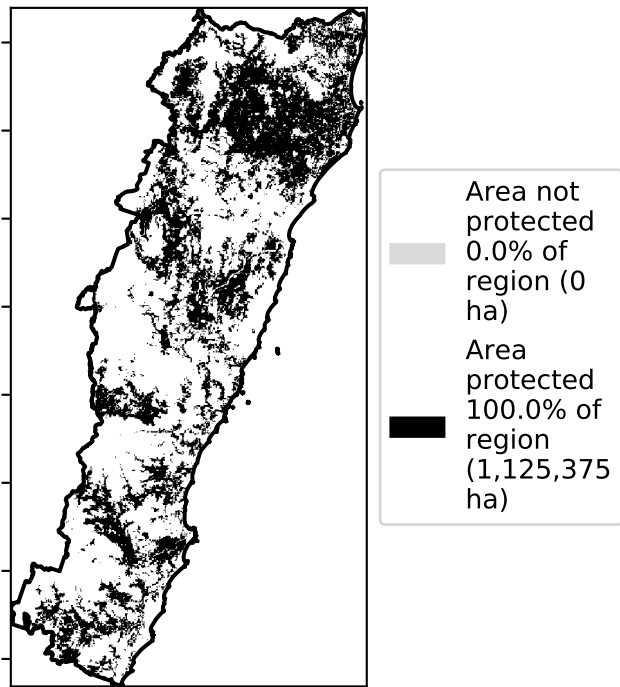 Area not
protected
0.0% of
region (0
ha)
Area
protected
100.0% of
region
(1,125,375
ha)